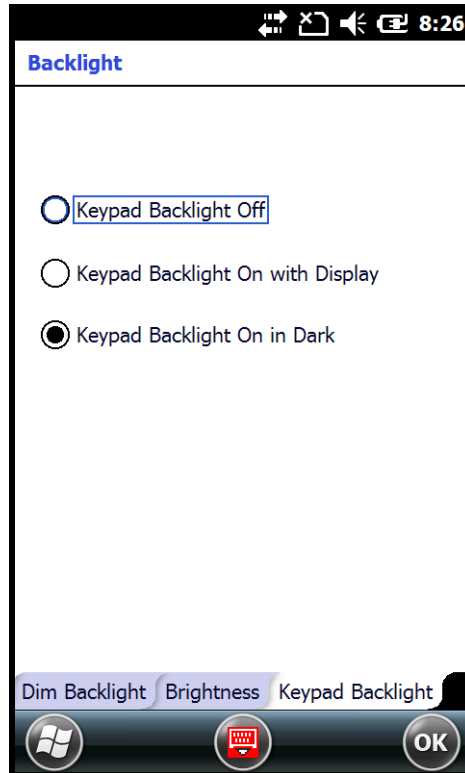 8:26
Backlight
Keypad Backlight Off
Keypad Backlight On with Display
Keypad Backlight On in Dark
Dim Backlight Brightness Keypad Backlight
OK